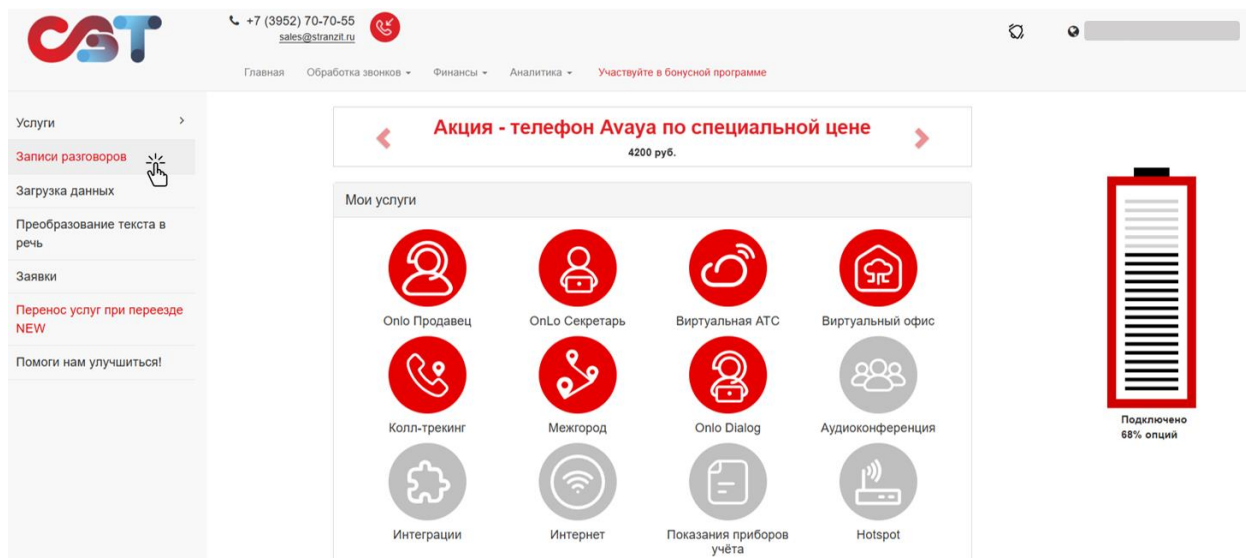 CST
+7 (3952) 70-70-55
sales@stranzit.ru
Главная Обработка звонков Финансы Аналитика Участвуйте в бонусной программе
Услуги
Записи разговоров
Загрузка данных
Преобразование текста в
речь
Заявки
Перенос услуг при переезде
NEW
Помоги нам улучшиться!
Акция - телефон Avaya по специальной цене
4200 руб.
Мои услуги
Onlo Продавец OnLo Секретарь Виртуальная АТС Виртуальный офис
Колл-трекинг Межгород Onlo Dialog Аудиоконференция
Интеграции Интернет Показания приборов Hotspot
учёта
Подключено
68% опций